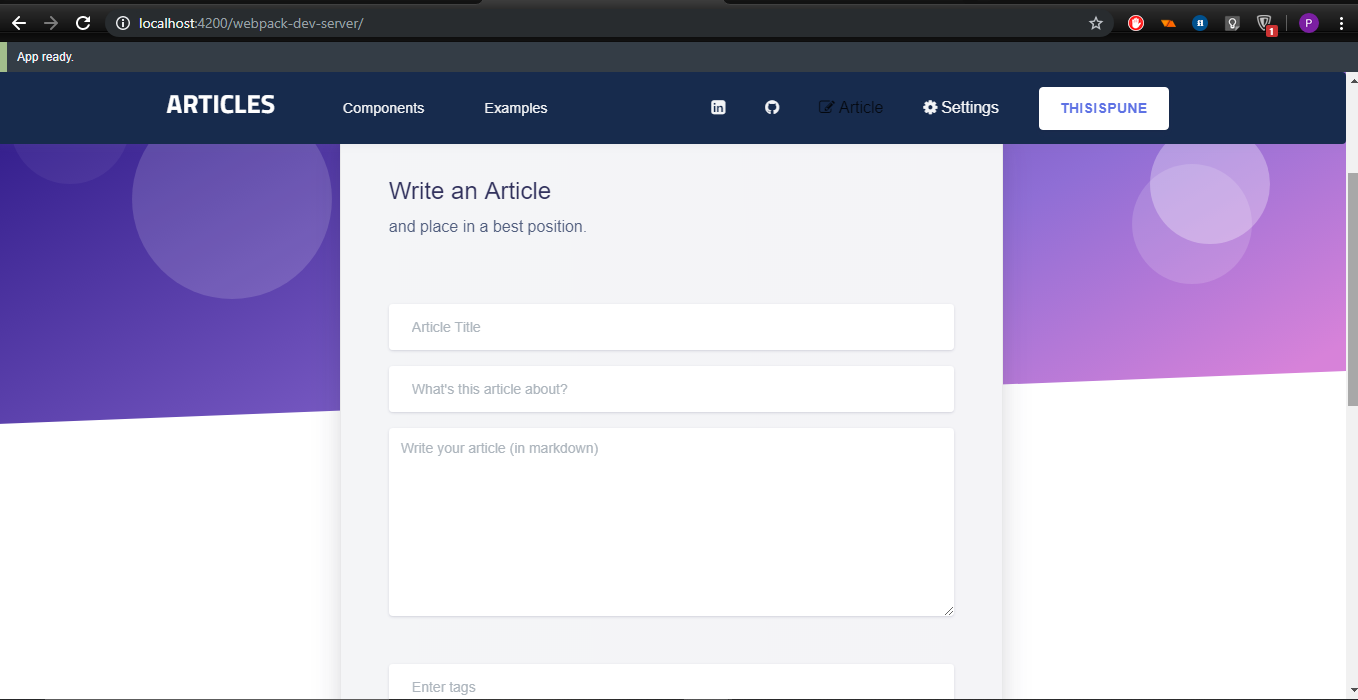 localhost:4200/webpack-dev-server/
1
P
App ready.
ARTICLES Components Examples Article Settings THISISPUNE
Write an Article
and place in a best position.
Article Title
What's this article about?
Write your article (in markdown)
Enter tags